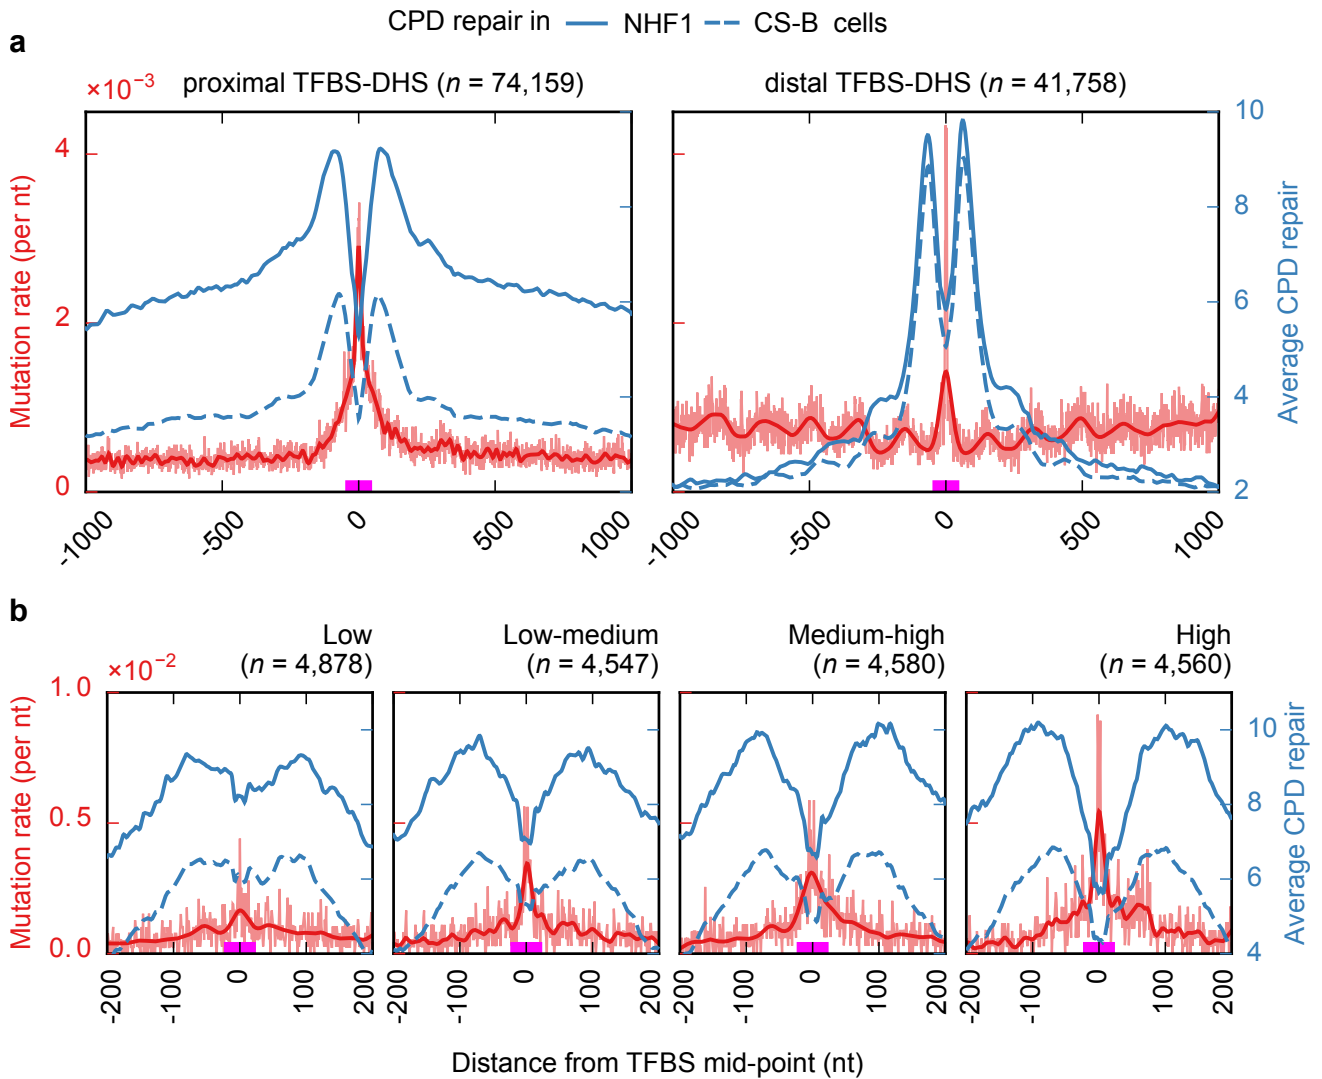 CPD repair in NHF1 CS-B cells
a
×10−3 proximal TFBS-DHS (n = 74,159) distal TFBS-DHS (n = 41,758)
Mutation rate (per nt)
4
2
0
10
8
6
4
2
Average CPD repair
-1000 -500 0 500 1000
-1000 -500 0 500 1000
b
Low
(n = 4,878)
Low-medium
(n = 4,547)
Medium-high
(n = 4,580)
High
(n = 4,560)
×10−2
Mutation rate (per nt)
1.0
0.5
0.0
10
8
6
4
Average CPD repair
-200 -100 0 100 200
-200 -100 0 100 200
-200 -100 0 100 200
-200 -100 0 100 200
Distance from TFBS mid-point (nt)